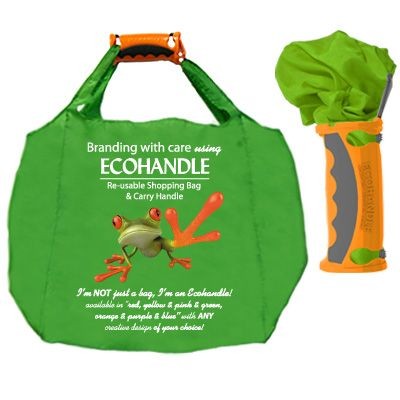 Branding with care using
ECOHANDLE
Re-usable Shopping Bag
& Carry Handle
I'm NOT just a bag, I'm an Ecohandle!
available in "red, yellow & pink & green,
orange & purple & blue" with ANY
creative design of your choice!
ECOHANDLE